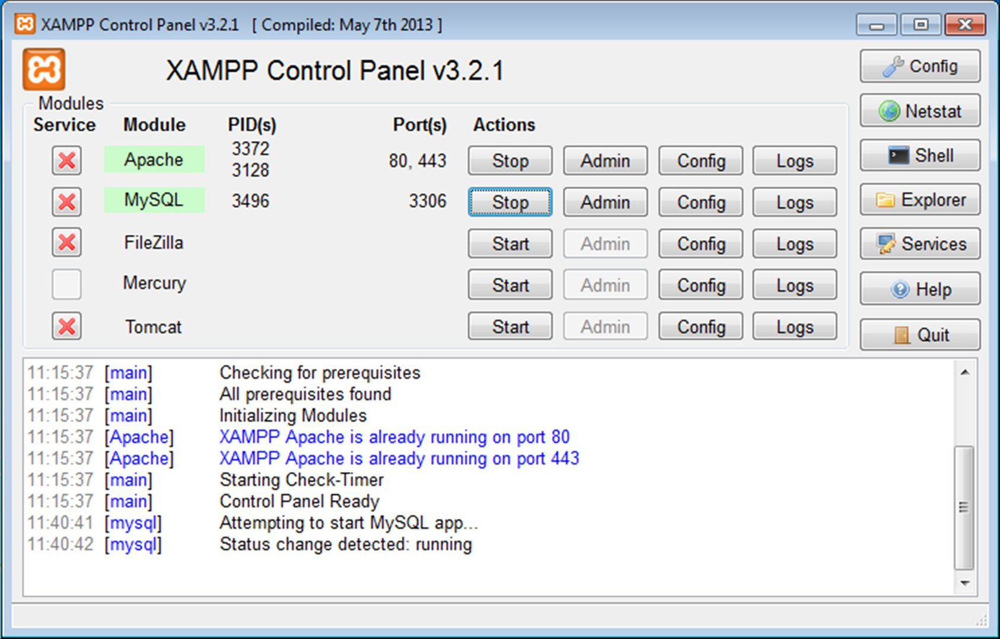 XAMPP Control Panel v3.2.1 [ Compiled: May 7th 2013 ]
XAMPP Control Panel v3.2.1
Config
Modules
Netstat
Service Module PID(s) Port(s) Actions
Apache 3372 3128 80, 443 Stop Admin Config Logs
Shell
MySQL 3496 3306 Stop Admin Config Logs
Explorer
FileZilla Start Admin Config Logs
Services
Mercury Start Admin Config Logs
Help
Tomcat Start Admin Config Logs
Quit
11:15:37 [main] Checking for prerequisites
11:15:37 [main] All prerequisites found
11:15:37 [main] Initializing Modules
11:15:37 [Apache] XAMPP Apache is already running on port 80
11:15:37 [Apache] XAMPP Apache is already running on port 443
11:15:37 [main] Starting Check-Timer
11:15:37 [main] Control Panel Ready
11:40:41 [mysql] Attempting to start MySQL app...
11:40:42 [mysql] Status change detected: running